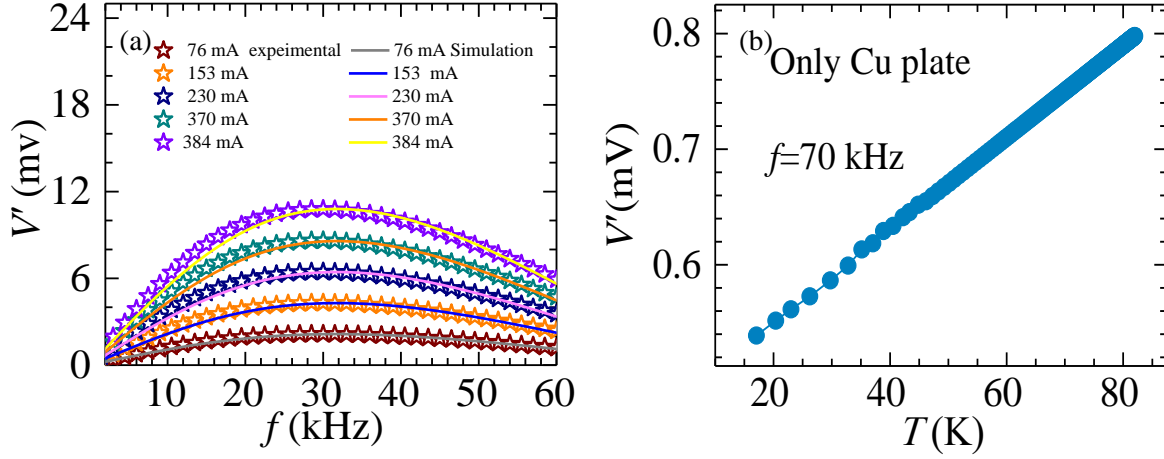 (a)
76 mA expeimental
76 mA Simulation
153 mA
153 mA
230 mA
230 mA
370 mA
370 mA
384 mA
384 mA
24
18
12
6
0
V′ (mv)
10
20
30
40
50
60
f (kHz)
(b)
Only Cu plate
f=70 kHz
0.8
0.7
0.6
V′ (mV)
20
40
60
80
T (K)